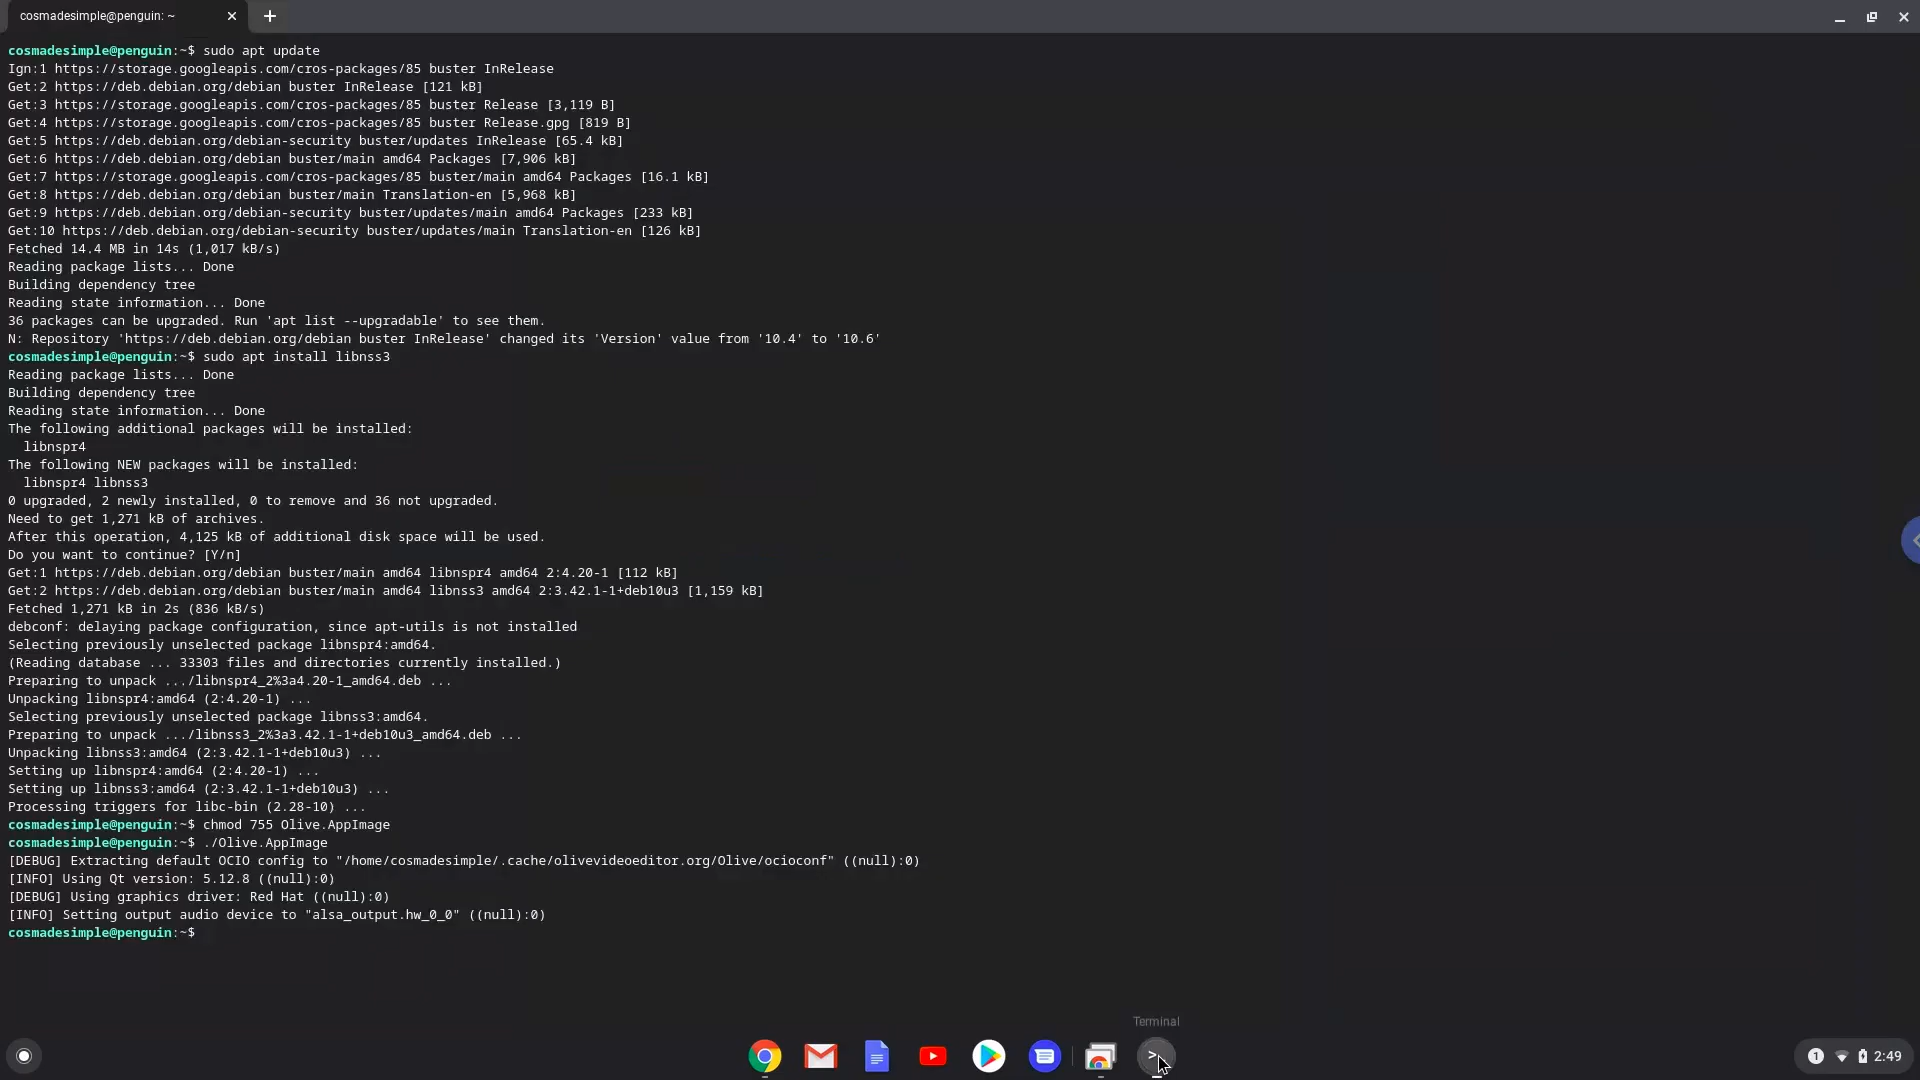 cosmadesimple@penguin: ~
cosmadesimple@penguin:~$ sudo apt update
Ign:1 https://storage.googleapis.com/cros-packages/85 buster InRelease
Get:2 https://deb.debian.org/debian buster InRelease [121 kB]
Get:3 https://storage.googleapis.com/cros-packages/85 buster Release [3,119 B]
Get:4 https://storage.googleapis.com/cros-packages/85 buster Release.gpg [819 B]
Get:5 https://deb.debian.org/debian-security buster/updates InRelease [65.4 kB]
Get:6 https://deb.debian.org/debian buster/main amd64 Packages [7,906 kB]
Get:7 https://storage.googleapis.com/cros-packages/85 buster/main amd64 Packages [16.1 kB]
Get:8 https://deb.debian.org/debian buster/main Translation-en [5,968 kB]
Get:9 https://deb.debian.org/debian-security buster/updates/main amd64 Packages [233 kB]
Get:10 https://deb.debian.org/debian-security buster/updates/main Translation-en [126 kB]
Fetched 14.4 MB in 14s (1,017 kB/s)
Reading package lists... Done
Building dependency tree
Reading state information... Done
36 packages can be upgraded. Run 'apt list --upgradable' to see them.
N: Repository 'https://deb.debian.org/debian buster InRelease' changed its 'Version' value from '10.4' to '10.6'
cosmadesimple@penguin:~$ sudo apt install libnss3
Reading package lists... Done
Building dependency tree
Reading state information... Done
The following additional packages will be installed:
  libnspr4
The following NEW packages will be installed:
  libnspr4 libnss3
0 upgraded, 2 newly installed, 0 to remove and 36 not upgraded.
Need to get 1,271 kB of archives.
After this operation, 4,125 kB of additional disk space will be used.
Do you want to continue? [Y/n]
Get:1 https://deb.debian.org/debian buster/main amd64 libnspr4 amd64 2:4.20-1 [112 kB]
Get:2 https://deb.debian.org/debian buster/main amd64 libnss3 amd64 2:3.42.1-1+deb10u3 [1,159 kB]
Fetched 1,271 kB in 2s (836 kB/s)
debconf: delaying package configuration, since apt-utils is not installed
Selecting previously unselected package libnspr4:amd64.
(Reading database ... 33303 files and directories currently installed.)
Preparing to unpack .../libnspr4_2%3a4.20-1_amd64.deb ...
Unpacking libnspr4:amd64 (2:4.20-1) ...
Selecting previously unselected package libnss3:amd64.
Preparing to unpack .../libnss3_2%3a3.42.1-1+deb10u3_amd64.deb ...
Unpacking libnss3:amd64 (2:3.42.1-1+deb10u3) ...
Setting up libnspr4:amd64 (2:4.20-1) ...
Setting up libnss3:amd64 (2:3.42.1-1+deb10u3) ...
Processing triggers for libc-bin (2.28-10) ...
cosmadesimple@penguin:~$ chmod 755 Olive.AppImage
cosmadesimple@penguin:~$ ./Olive.AppImage
[DEBUG] Extracting default OCIO config to "/home/cosmadesimple/.cache/olivevideoeditor.org/Olive/ocioconf" ((null):0)
[INFO] Using Qt version: 5.12.8 ((null):0)
[DEBUG] Using graphics driver: Red Hat ((null):0)
[INFO] Setting output audio device to "alsa_output.hw_0_0" ((null):0)
cosmadesimple@penguin:~$
Terminal
1 2:49